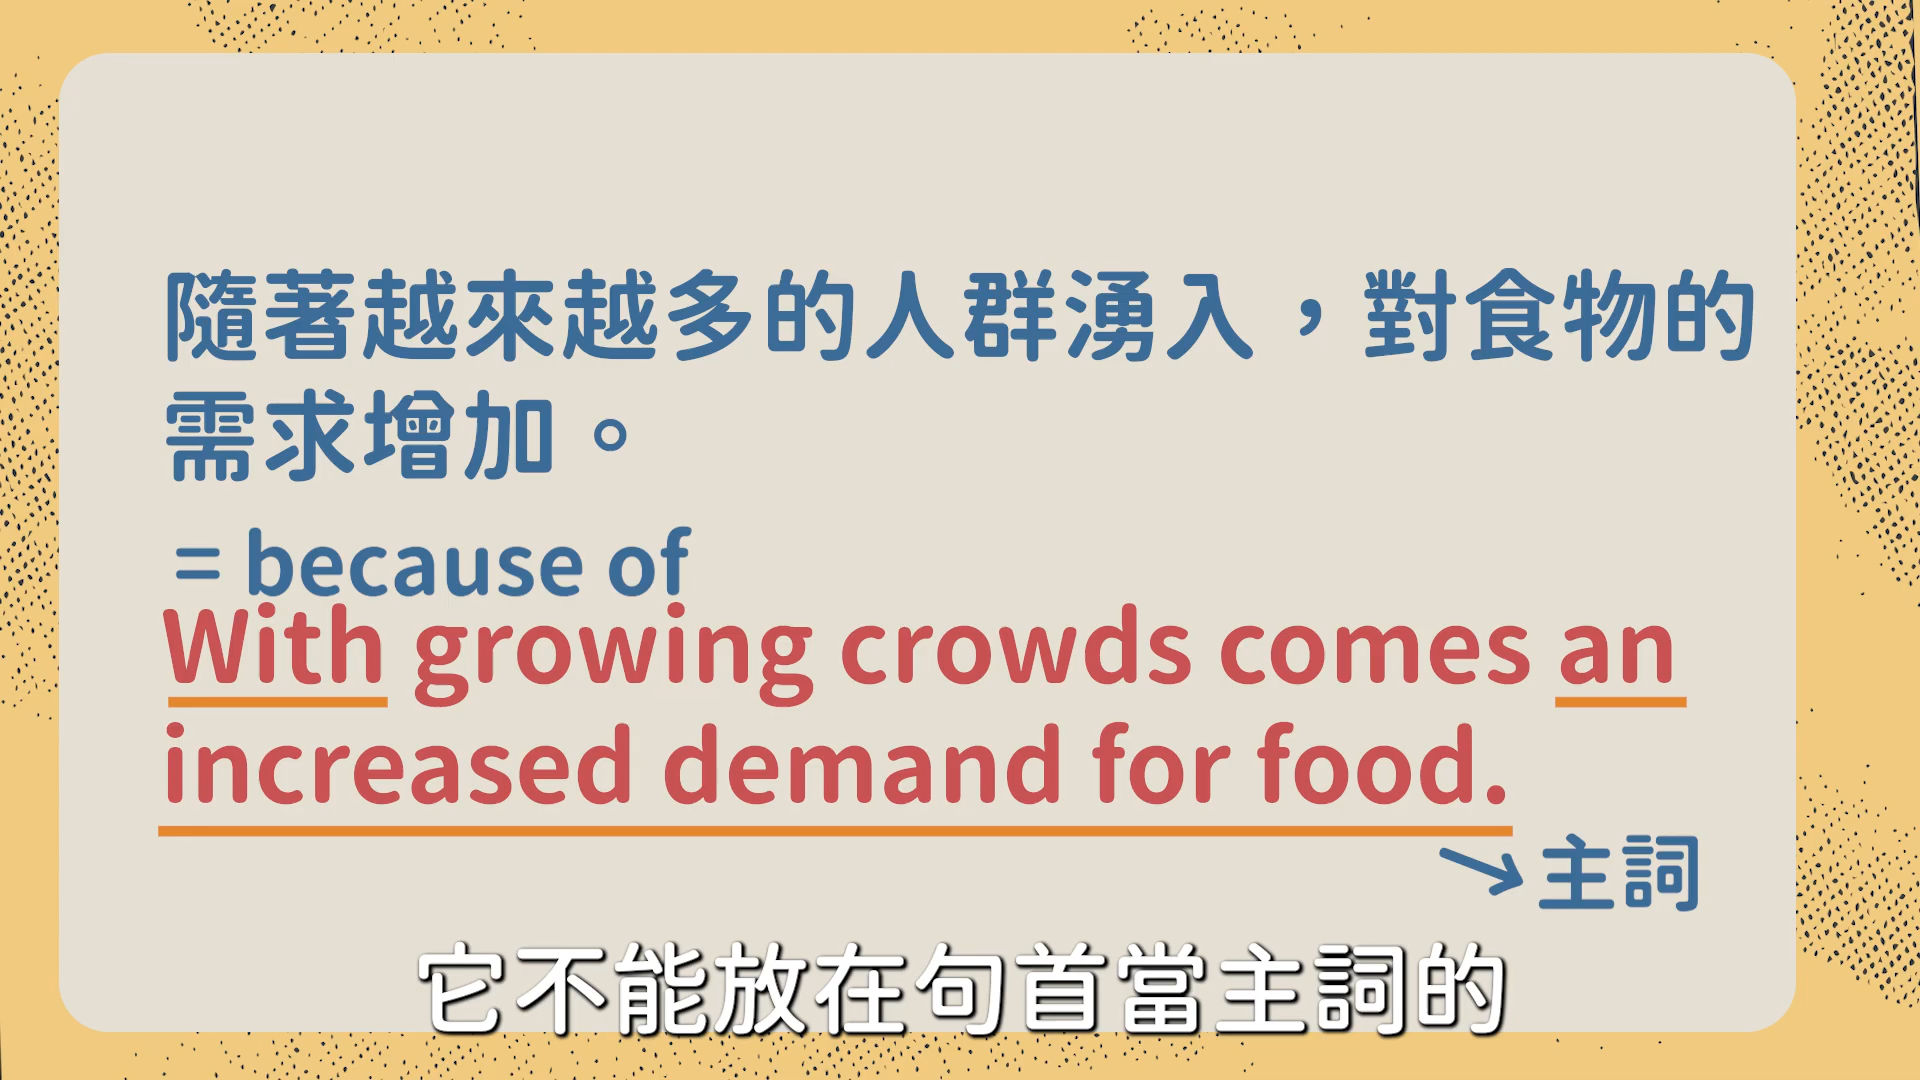 隨著越來越多的人群湧入，對食物的
需求增加。
= because of
With growing crowds comes an
increased demand for food.
主詞
它不能放在句首當主詞的